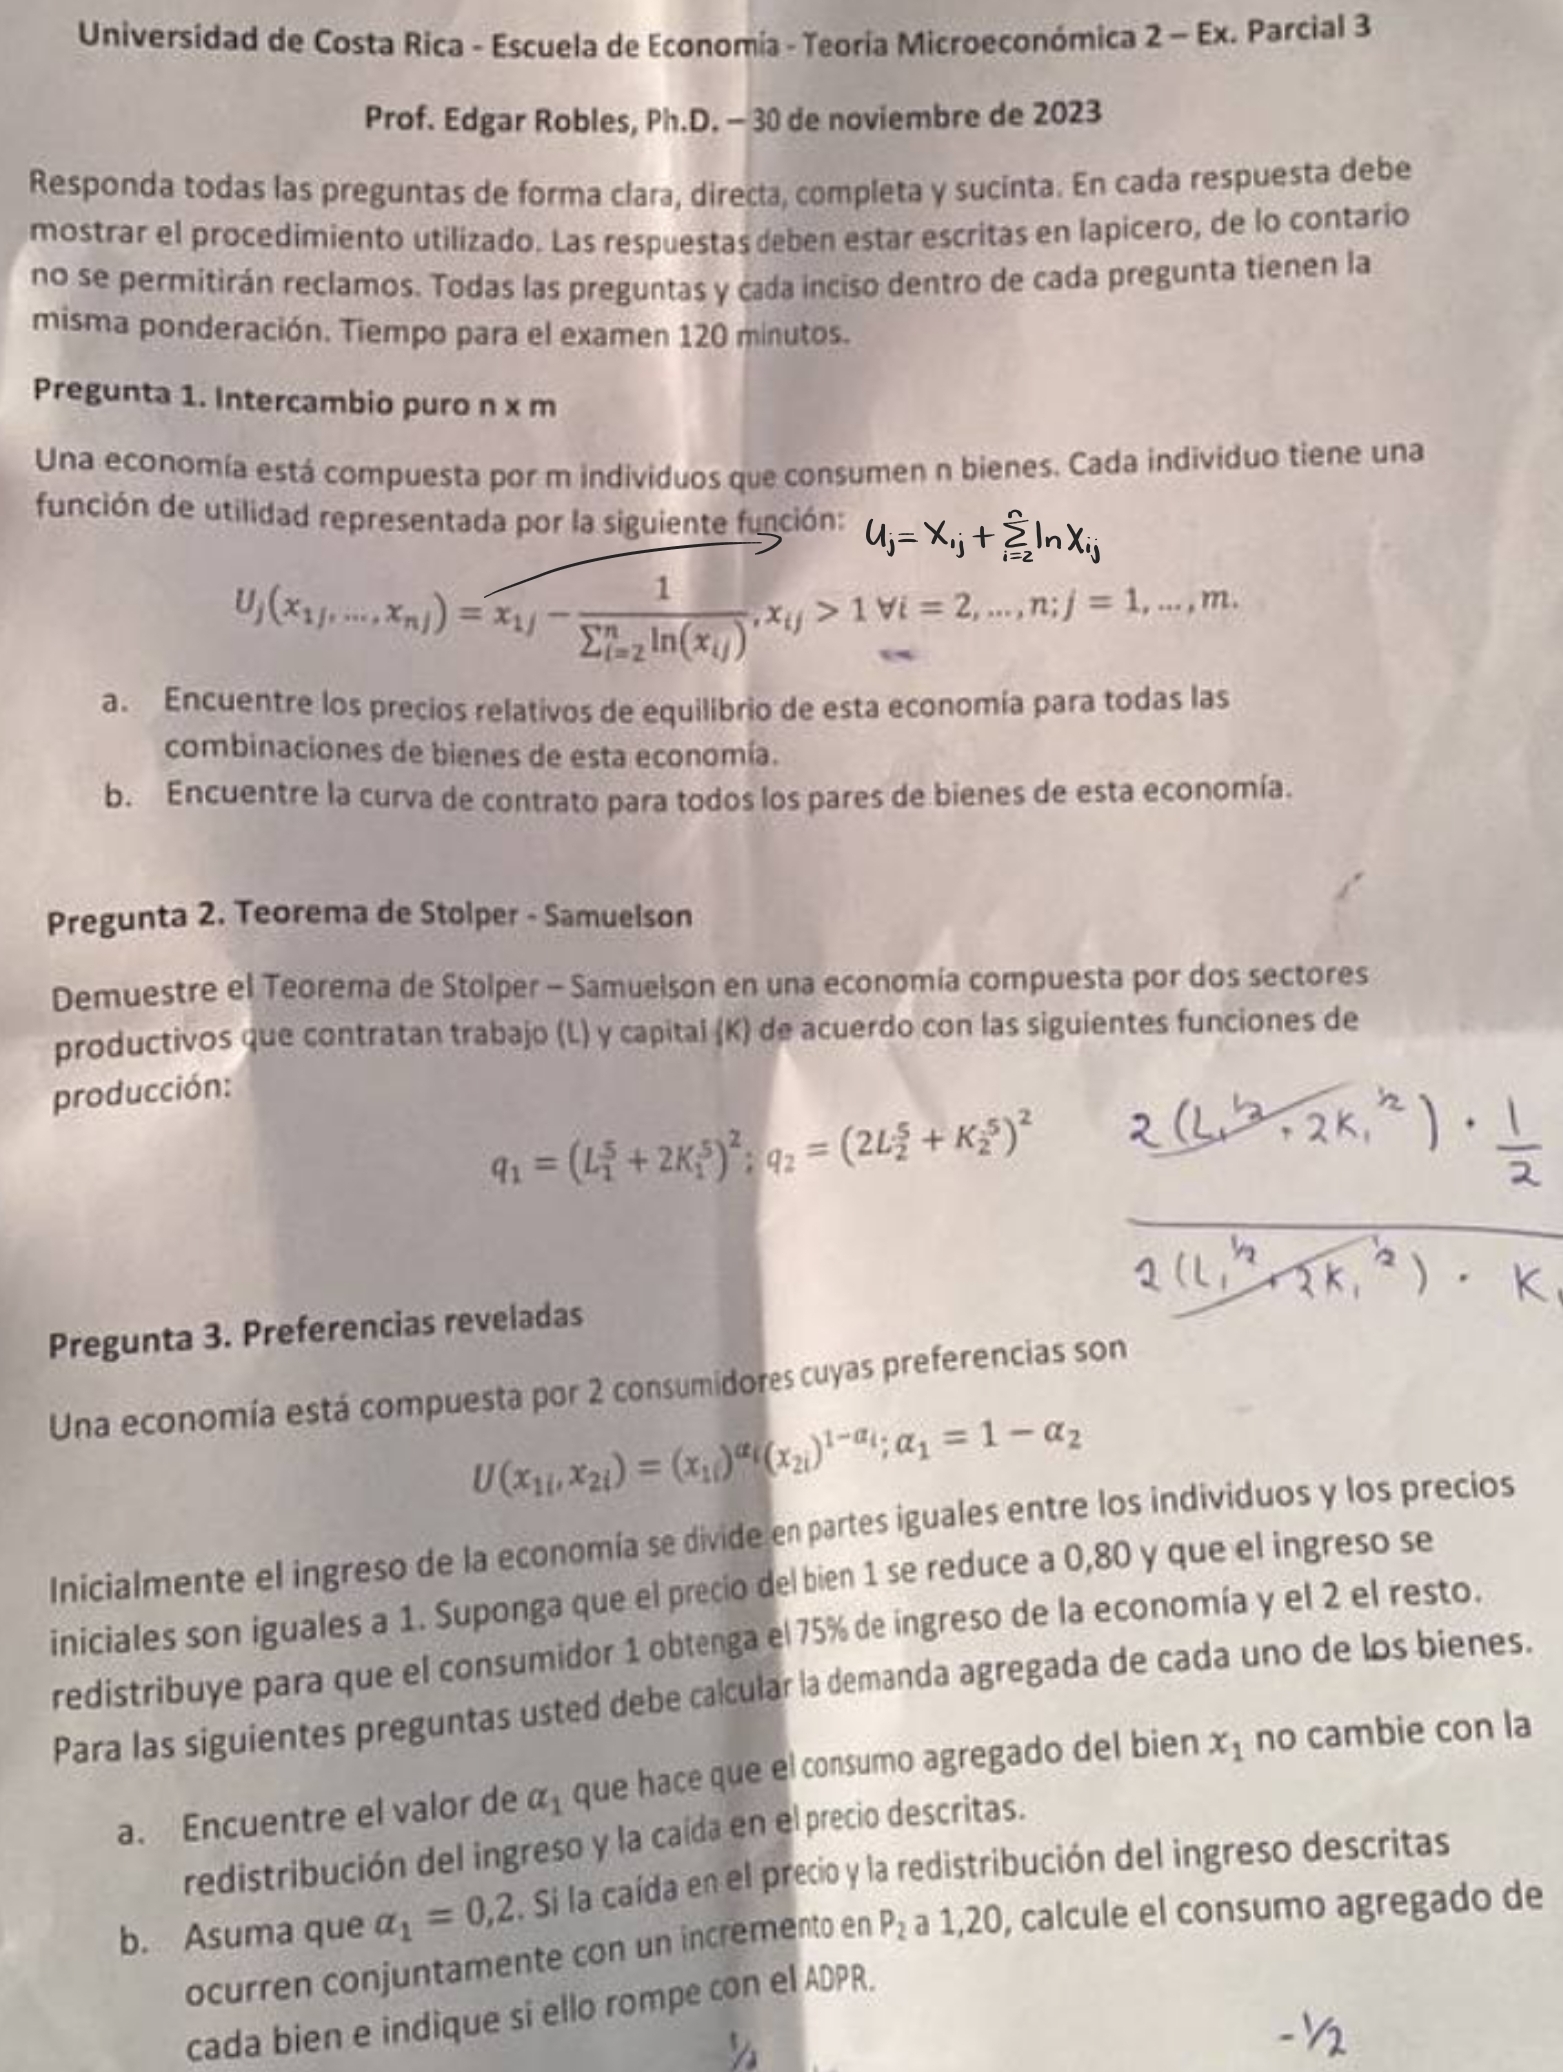 Universidad de Costa Rica - Escuela de Economía - Teoría Microeconómica 2 – Ex. Parcial 3
Prof. Edgar Robles, Ph.D. – 30 de noviembre de 2023
Responda todas las preguntas de forma clara, directa, completa y sucinta. En cada respuesta debe
mostrar el procedimiento utilizado. Las respuestas deben estar escritas en lapicero, de lo contario
no se permitirán reclamos. Todas las preguntas y cada inciso dentro de cada pregunta tienen la
misma ponderación. Tiempo para el examen 120 minutos.
Pregunta 1. Intercambio puro n x m
Una economía está compuesta por m individuos que consumen n bienes. Cada individuo tiene una
función de utilidad representada por la siguiente función: U_j = X_{1j} + \sum_{i=2}^{n} ln X_{ij}
U_j(x_{1j}, ..., x_{nj}) = x_{1j} − \frac{1}{\sum_{i=2}^{n} ln(x_{ij})}, x_{ij} > 1 ∀i = 2, ..., n; j = 1, ..., m.
a. Encuentre los precios relativos de equilibrio de esta economía para todas las
combinaciones de bienes de esta economía.
b. Encuentre la curva de contrato para todos los pares de bienes de esta economía.
Pregunta 2. Teorema de Stolper - Samuelson
Demuestre el Teorema de Stolper – Samuelson en una economía compuesta por dos sectores
productivos que contratan trabajo (L) y capital (K) de acuerdo con las siguientes funciones de
producción:
q_1 = (L_1^{.5} + 2K_1^{.5})^2; q_2 = (2L_2^{.5} + K_2^{.5})^2
2 (L_1^{1/2} + 2K_1^{1/2}) · \frac{1}{2}
2 (L_1^{1/2} + 2K_1^{1/2}) · K_1
Pregunta 3. Preferencias reveladas
Una economía está compuesta por 2 consumidores cuyas preferencias son
U(x_{1i}, x_{2i}) = (x_{1i})^{α_i}(x_{2i})^{1−α_i}; α_1 = 1 − α_2
Inicialmente el ingreso de la economía se divide en partes iguales entre los individuos y los precios
iniciales son iguales a 1. Suponga que el precio del bien 1 se reduce a 0,80 y que el ingreso se
redistribuye para que el consumidor 1 obtenga el 75% de ingreso de la economía y el 2 el resto.
Para las siguientes preguntas usted debe calcular la demanda agregada de cada uno de los bienes.
a. Encuentre el valor de α_1 que hace que el consumo agregado del bien x_1 no cambie con la
redistribución del ingreso y la caída en el precio descritas.
b. Asuma que α_1 = 0,2. Si la caída en el precio y la redistribución del ingreso descritas
ocurren conjuntamente con un incremento en P_2 a 1,20, calcule el consumo agregado de
cada bien e indique si ello rompe con el ADPR.
-1/2